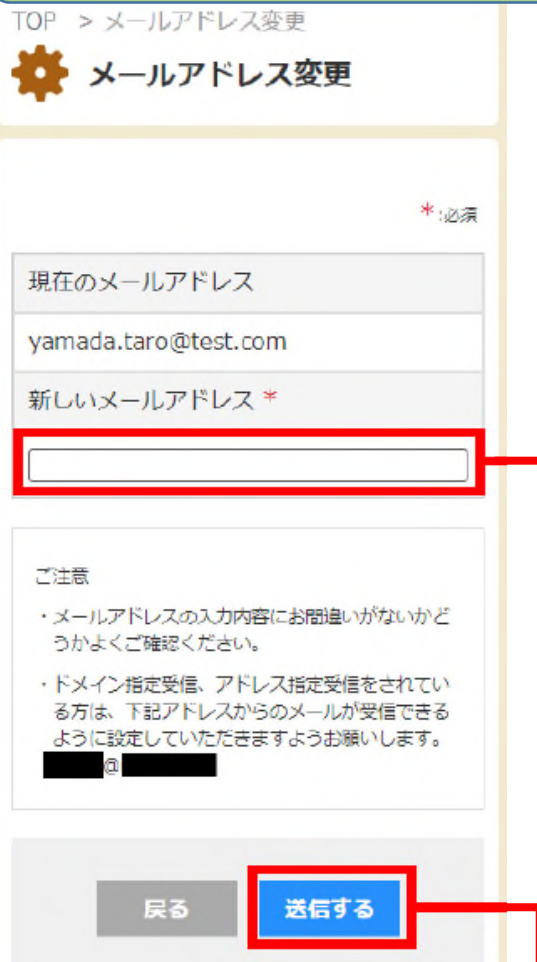 TOP > メールアドレス変更
メールアドレス変更
*:必須
現在のメールアドレス
yamada.taro@test.com
新しいメールアドレス *
ご注意
・メールアドレスの入力内容にお間違いがないかど
うかよくご確認ください。
・ドメイン指定受信、アドレス指定受信をされてい
る方は、下記アドレスからのメールが受信できる
ように設定していただきますようお願いします。
@
戻る
送信する